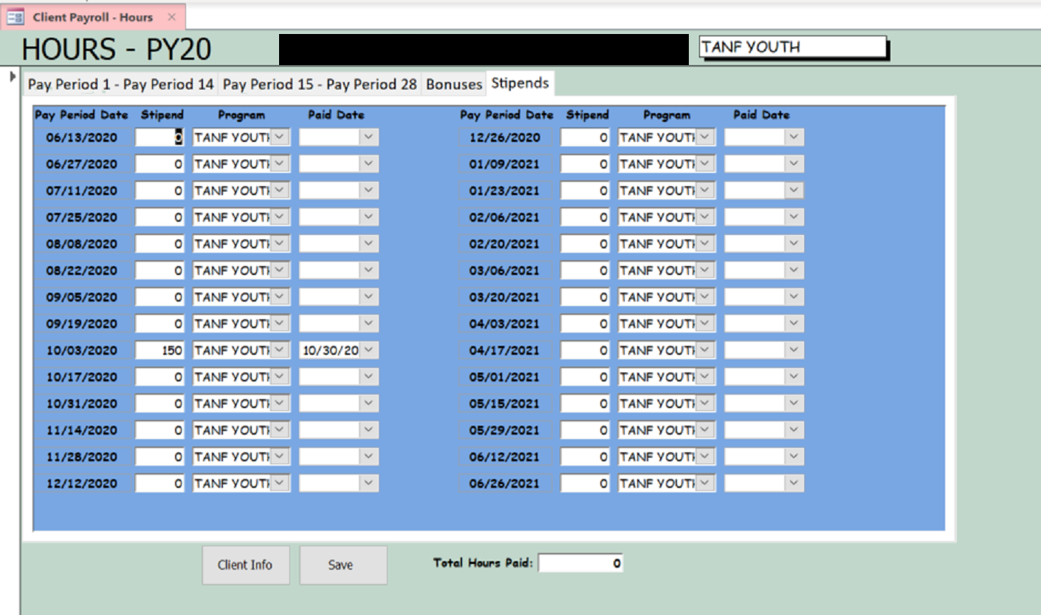 Client Payroll - Hours ×
HOURS - PY20 TANF YOUTH
Pay Period 1 - Pay Period 14 Pay Period 15 - Pay Period 28 Bonuses Stipends
Pay Period Date Stipend Program Paid Date Pay Period Date Stipend Program Paid Date
06/13/2020 0 TANF YOUTH 12/26/2020 0 TANF YOUTH
06/27/2020 0 TANF YOUTH 01/09/2021 0 TANF YOUTH
07/11/2020 0 TANF YOUTH 01/23/2021 0 TANF YOUTH
07/25/2020 0 TANF YOUTH 02/06/2021 0 TANF YOUTH
08/08/2020 0 TANF YOUTH 02/20/2021 0 TANF YOUTH
08/22/2020 0 TANF YOUTH 03/06/2021 0 TANF YOUTH
09/05/2020 0 TANF YOUTH 03/20/2021 0 TANF YOUTH
09/19/2020 0 TANF YOUTH 04/03/2021 0 TANF YOUTH
10/03/2020 150 TANF YOUTH 10/30/20 04/17/2021 0 TANF YOUTH
10/17/2020 0 TANF YOUTH 05/01/2021 0 TANF YOUTH
10/31/2020 0 TANF YOUTH 05/15/2021 0 TANF YOUTH
11/14/2020 0 TANF YOUTH 05/29/2021 0 TANF YOUTH
11/28/2020 0 TANF YOUTH 06/12/2021 0 TANF YOUTH
12/12/2020 0 TANF YOUTH 06/26/2021 0 TANF YOUTH
Client Info Save Total Hours Paid: 0